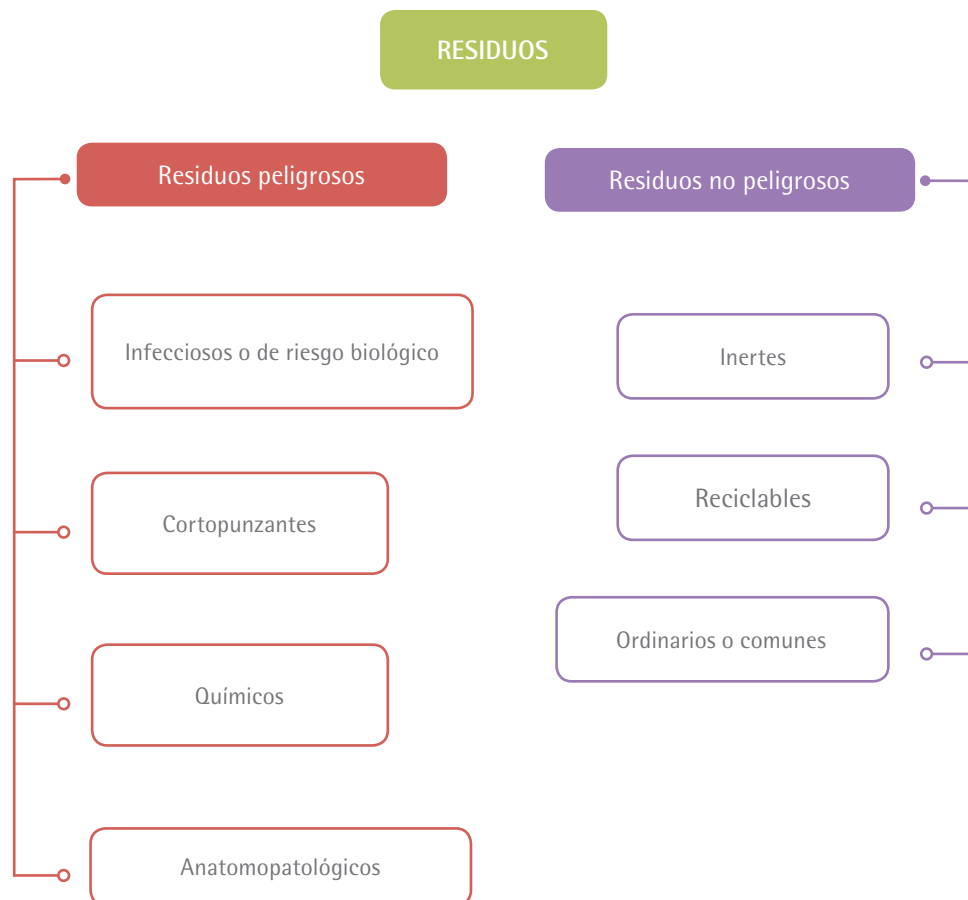 RESIDUOS
Residuos peligrosos
Infecciosos o de riesgo biológico
Cortopunzantes
Químicos
Anatomopatológicos
Residuos no peligrosos
Inertes
Reciclables
Ordinarios o comunes